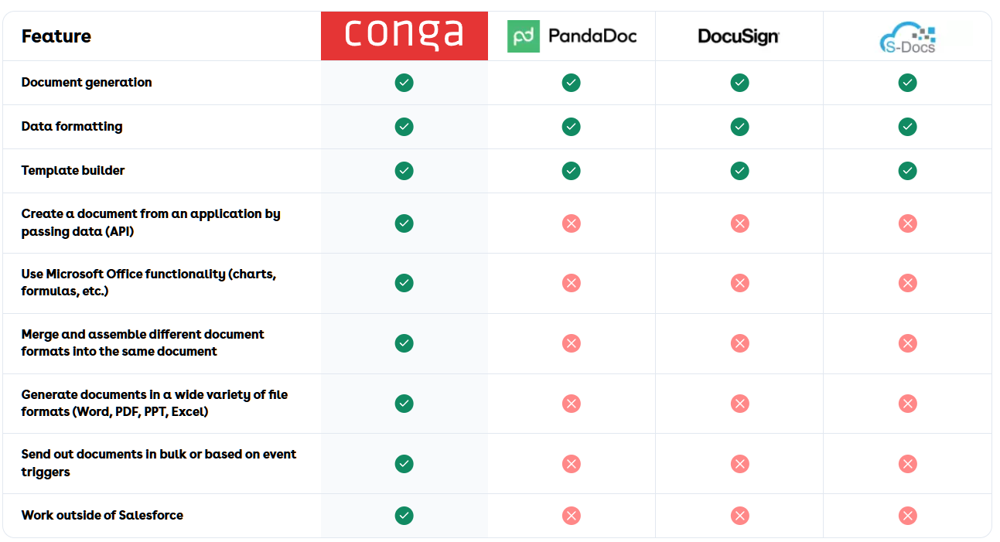 Feature
conga
pd PandaDoc
DocuSign
S-Docs
Document generation
Data formatting
Template builder
Create a document from an application by
passing data (API)
Use Microsoft Office functionality (charts,
formulas, etc.)
Merge and assemble different document
formats into the same document
Generate documents in a wide variety of file
formats (Word, PDF, PPT, Excel)
Send out documents in bulk or based on event
triggers
Work outside of Salesforce